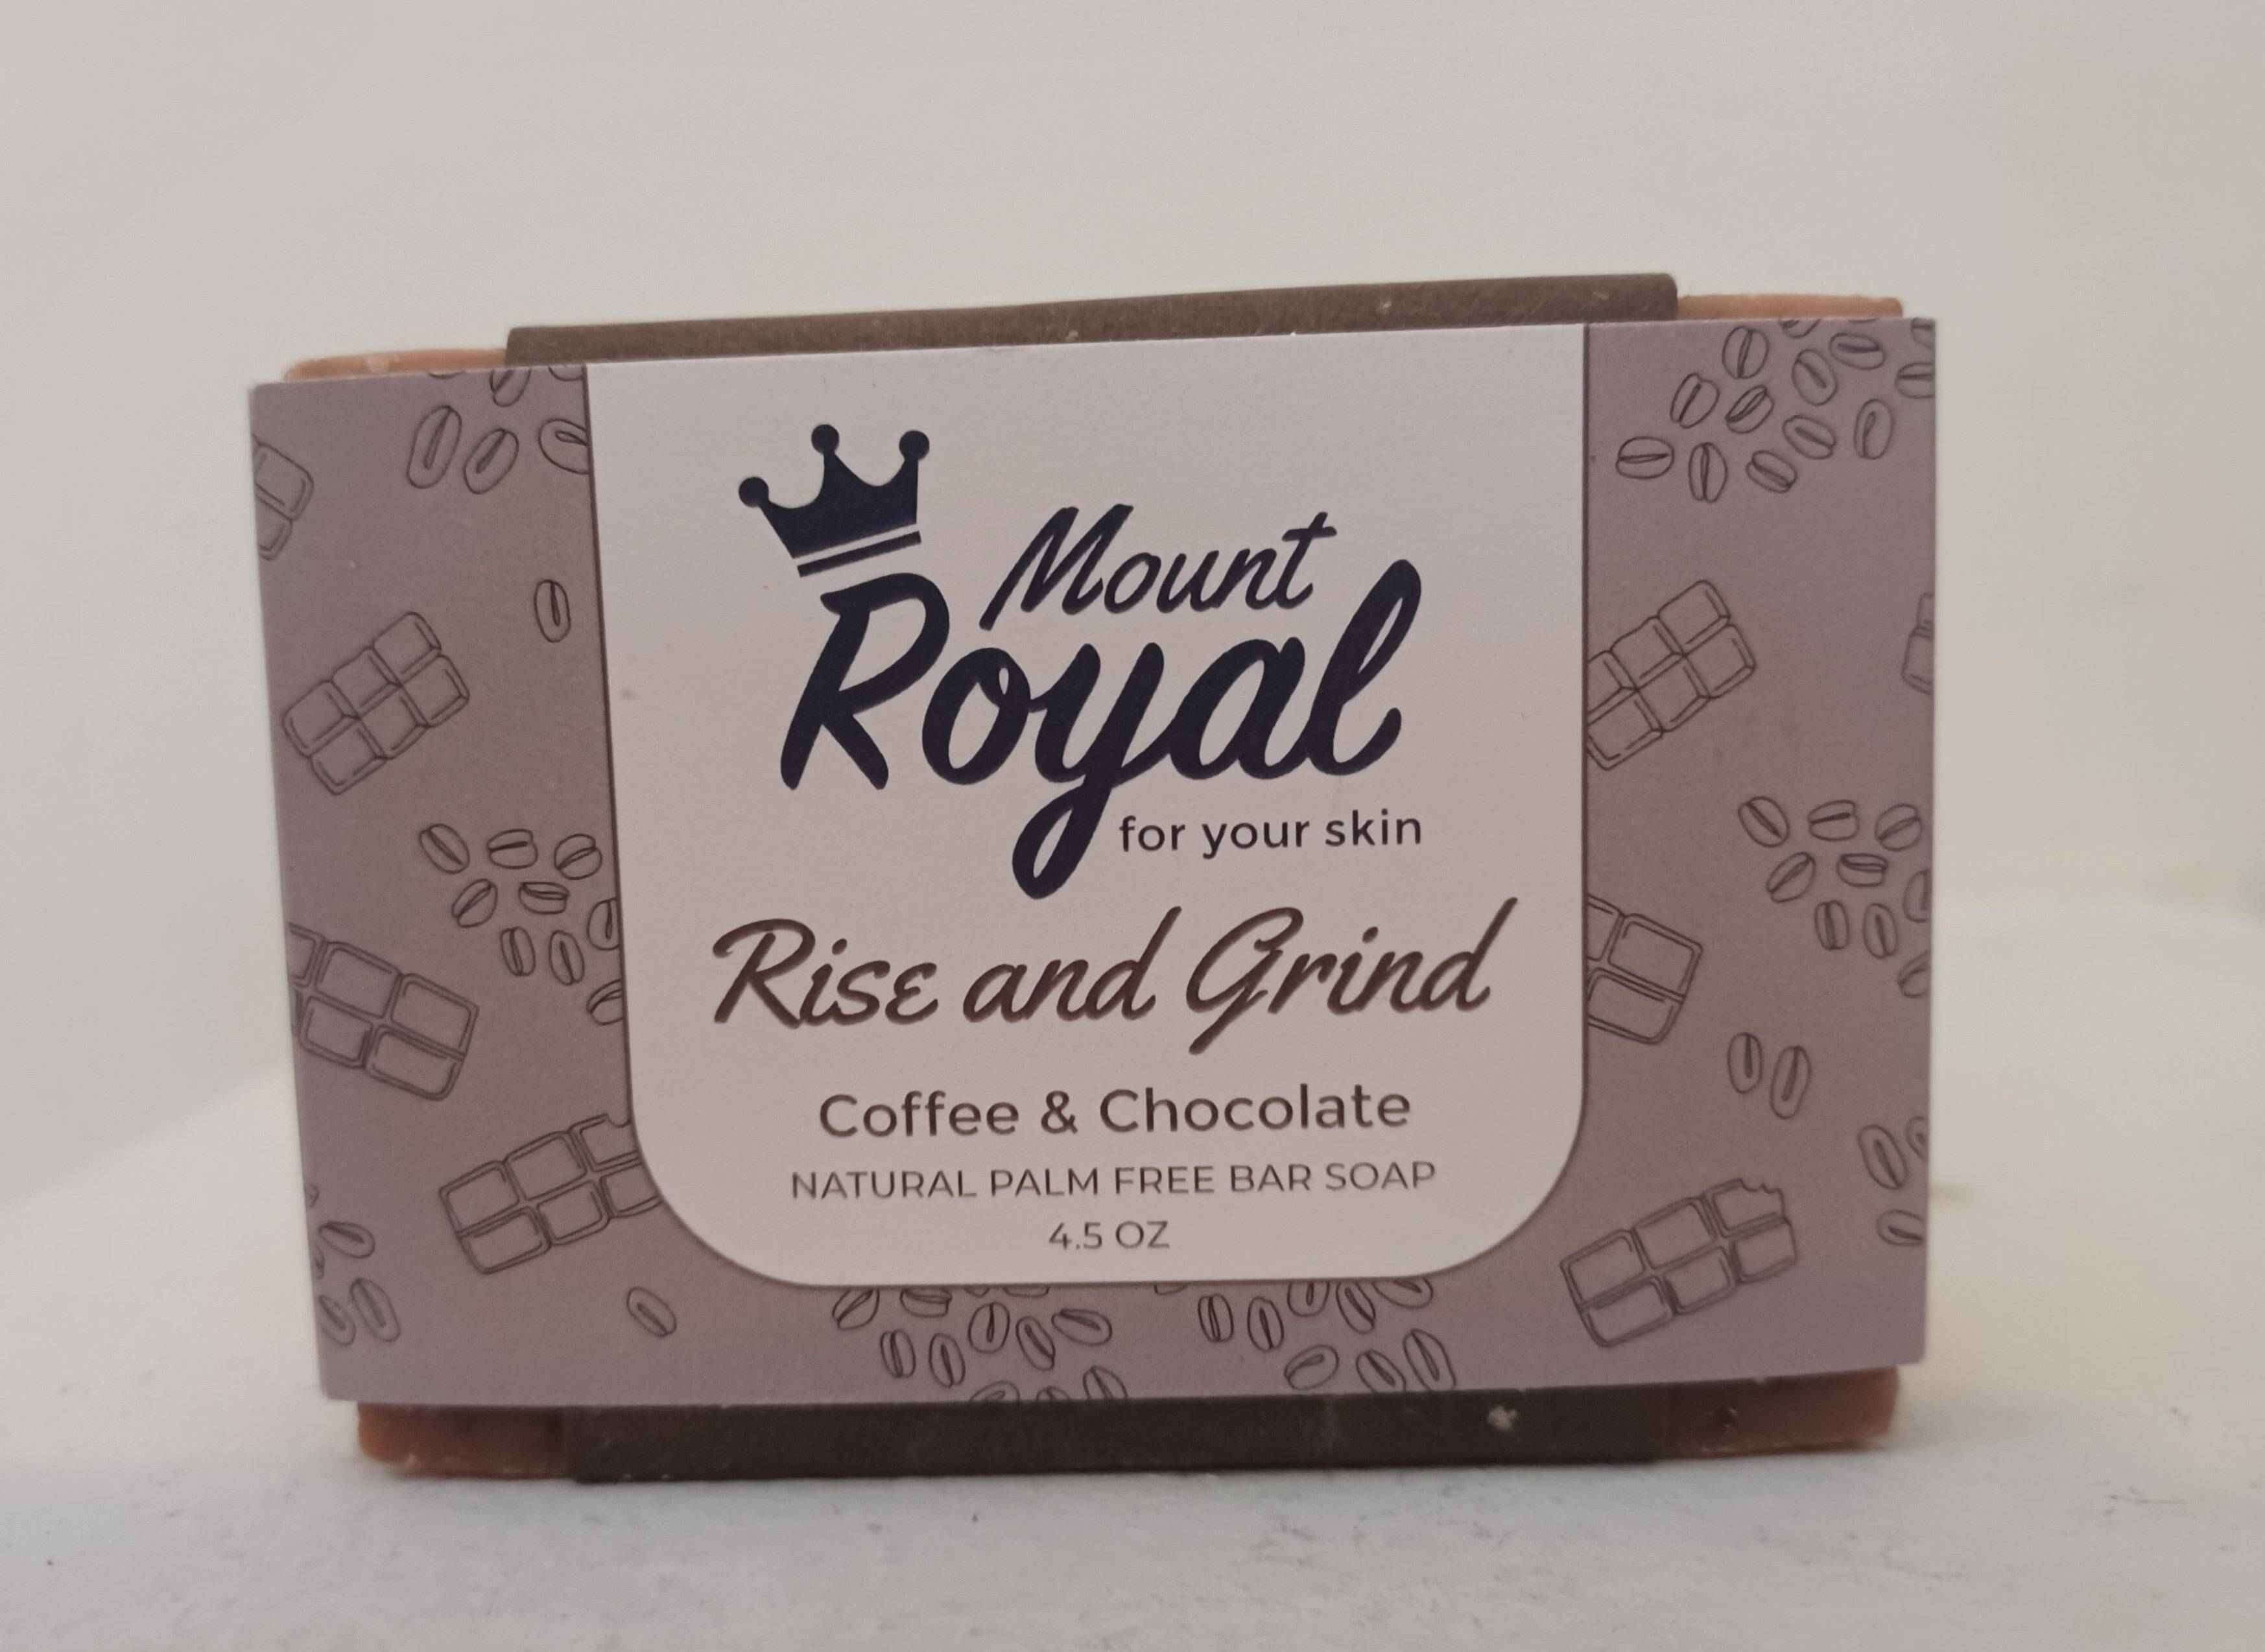 Mount
Royal
for your skin
Rise and Grind
Coffee & Chocolate
NATURAL PALM FREE BAR SOAP
4.5 OZ